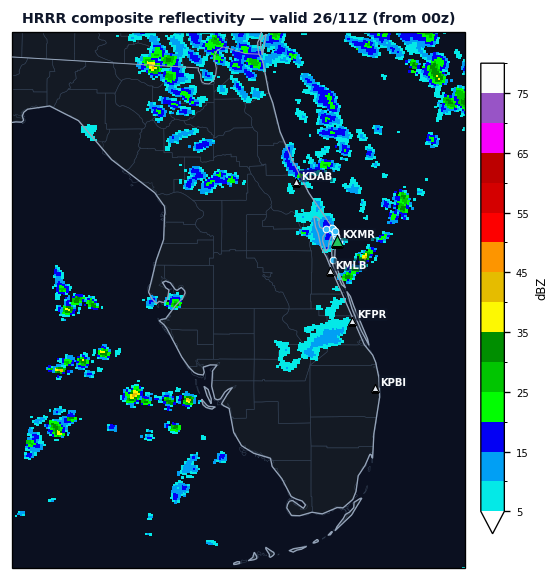 HRRR composite reflectivity — valid 26/11Z (from 00z)
KDAB
KXMR
KMLB
KFPR
KPBI
75
65
55
45
35
25
15
5
dBZ